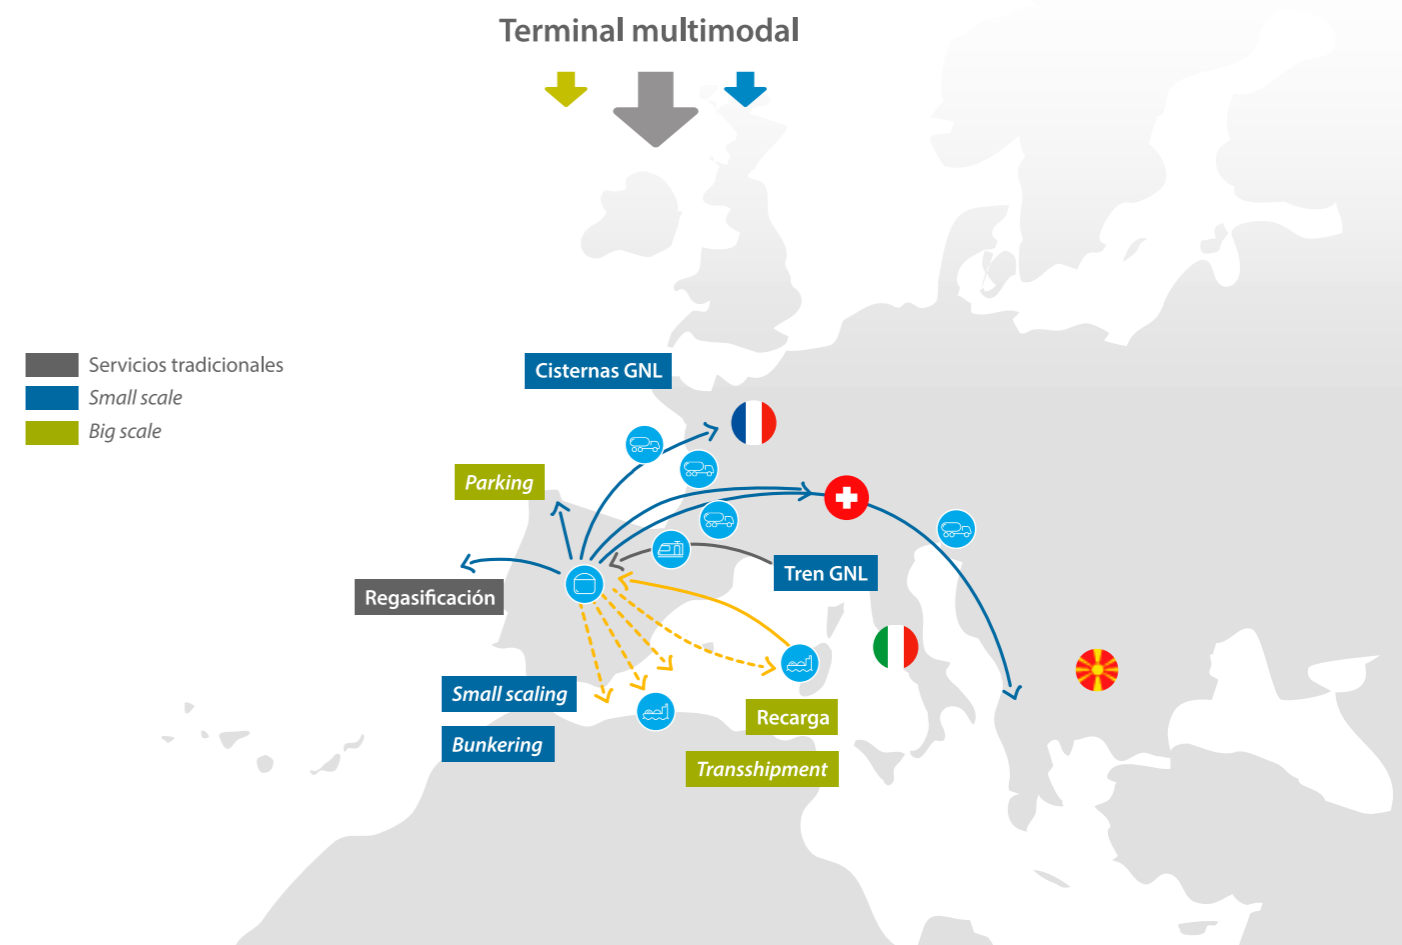 Terminal multimodal
Servicios tradicionales
Small scale
Big scale
Cisternas GNL
Parking
Tren GNL
Regasificación
Small scaling
Bunkering
Recarga
Transshipment